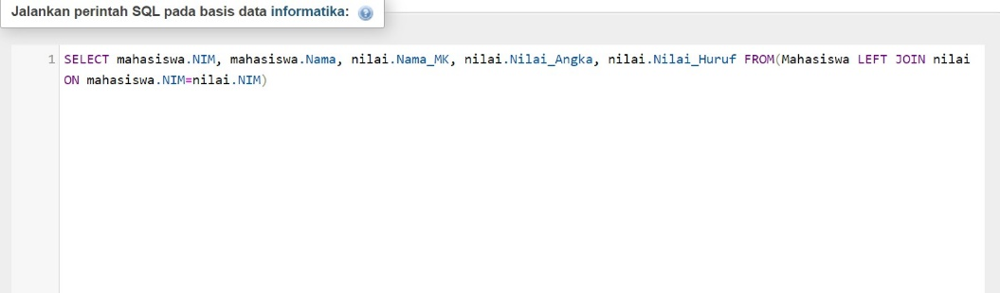 Jalankan perintah SQL pada basis data informatika:
1 SELECT mahasiswa.NIM, mahasiswa.Nama, nilai.Nama_MK, nilai.Nilai_Angka, nilai.Nilai_Huruf FROM(Mahasiswa LEFT JOIN nilai
ON mahasiswa.NIM=nilai.NIM)